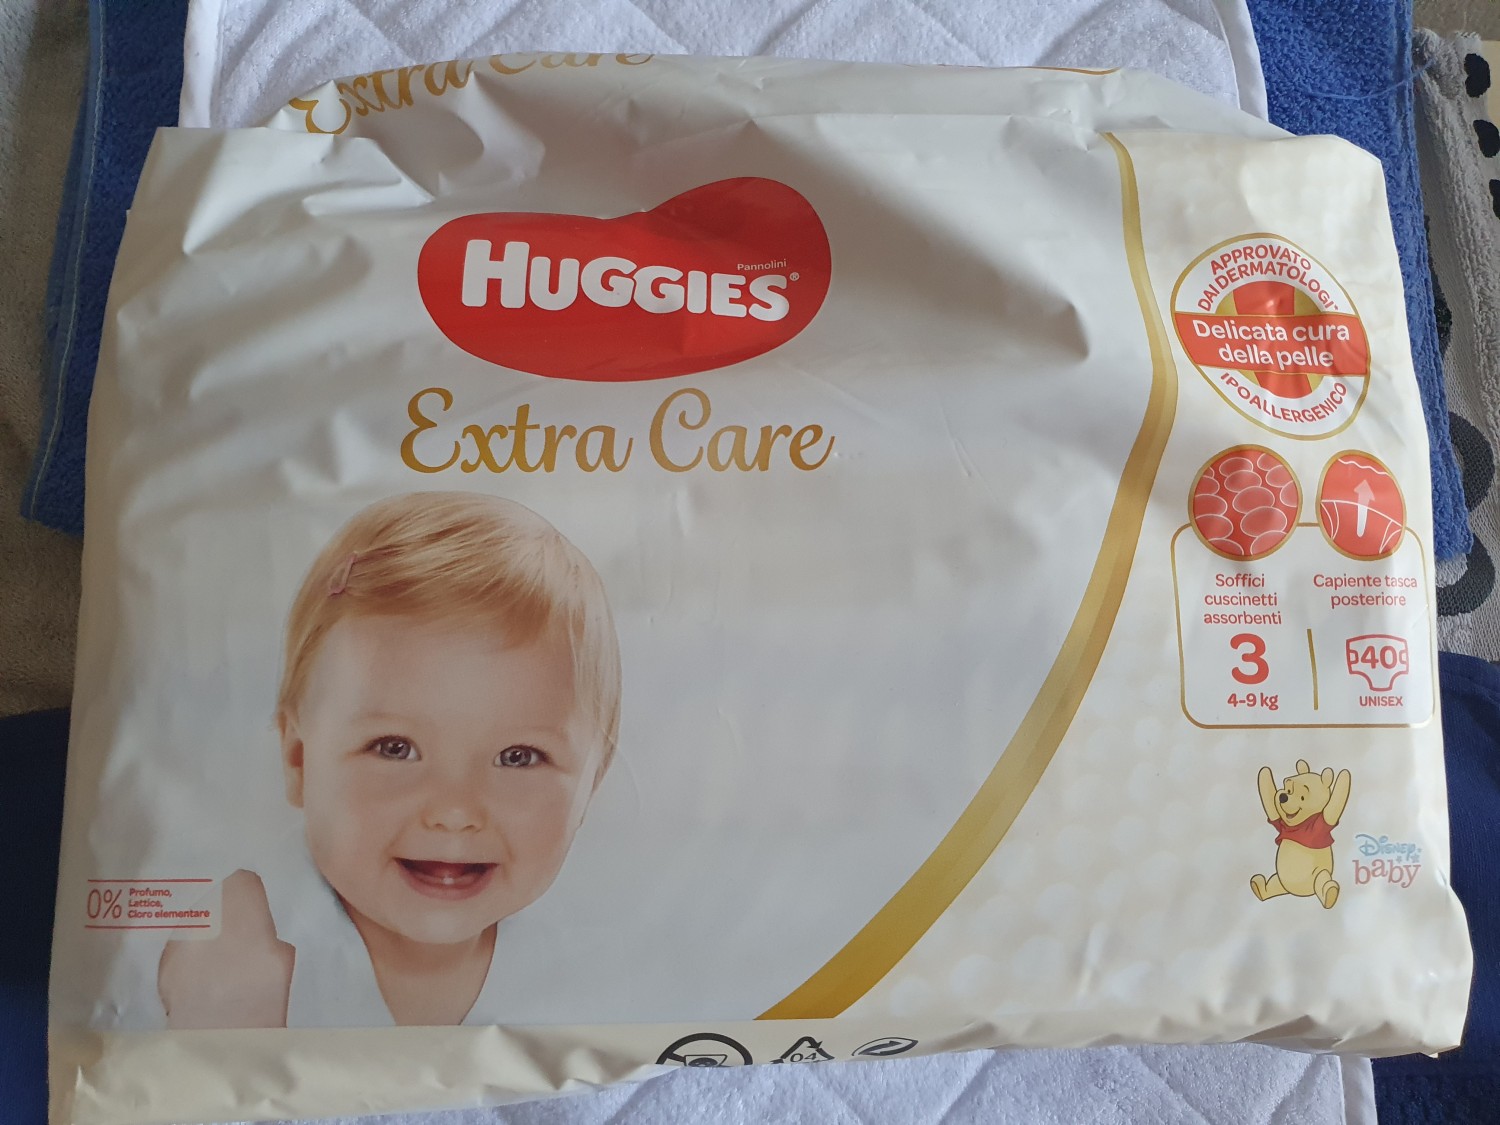 Extra Care
HUGGIES®
Pannolini
Extra Care
APPROVATO
DAI DERMATOLOGI*
Delicata cura
della pelle
IPOALLERGENICO
Soffici
cuscinetti
assorbenti
Capiente tasca
posteriore
3
4-9 kg
40
UNISEX
0%
Profumo,
Lattice,
Cloro elementare
Disney
baby
04